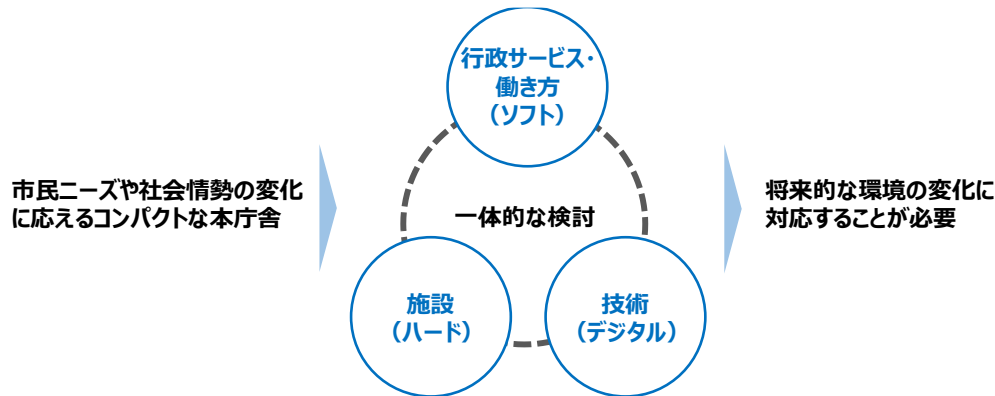 行政サービス・
働き方
（ソフト）
市民ニーズや社会情勢の変化
に応えるコンパクトな本庁舎
一体的な検討
将来的な環境の変化に
対応することが必要
施設
（ハード）
技術
（デジタル）